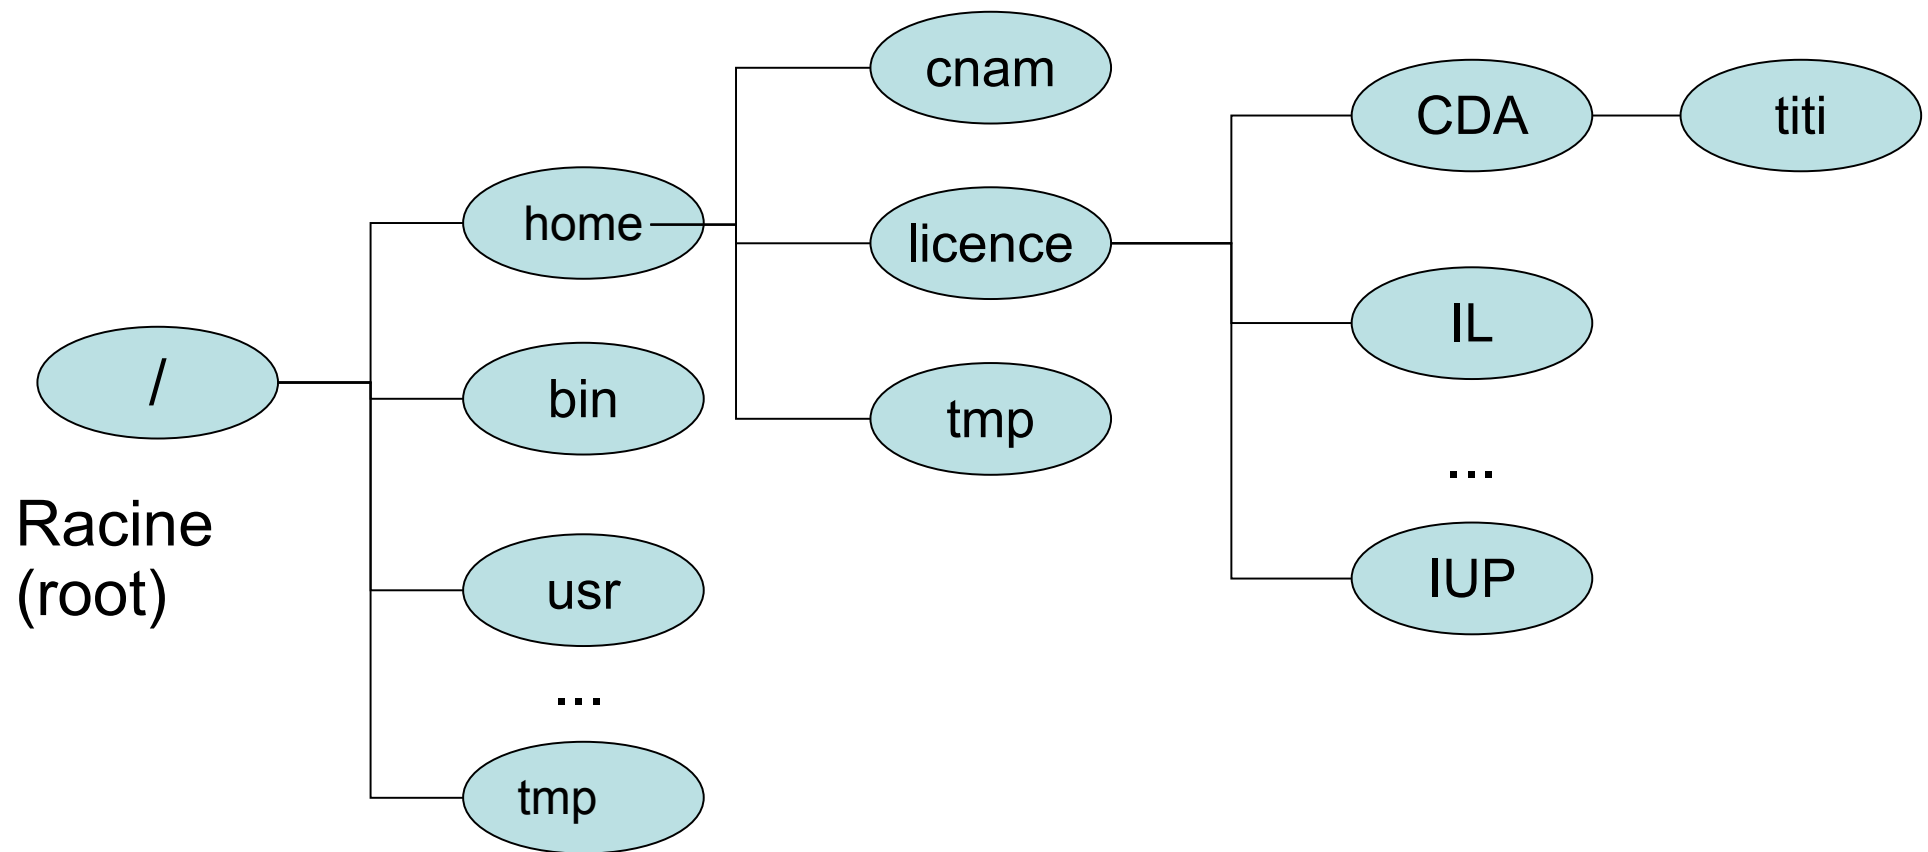 /
Racine
(root)
home
bin
usr
...
tmp
cnam
licence
tmp
CDA
IL
...
IUP
titi